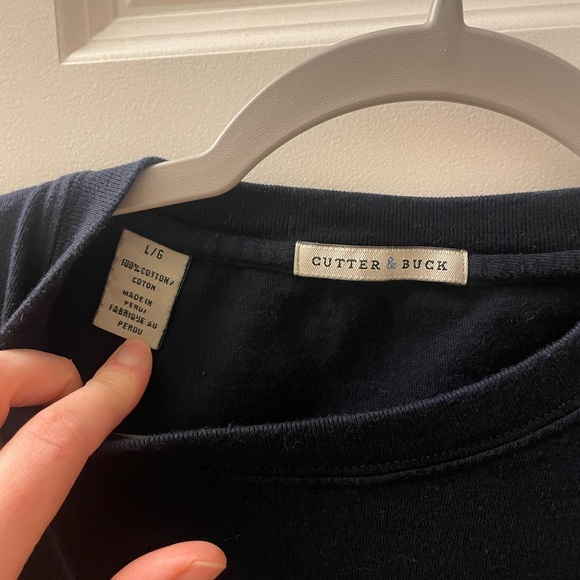 L/G
100% COTTON/
COTON
MADE IN
PERU/
FABRIQUE AU
PEROU
CUTTER & BUCK